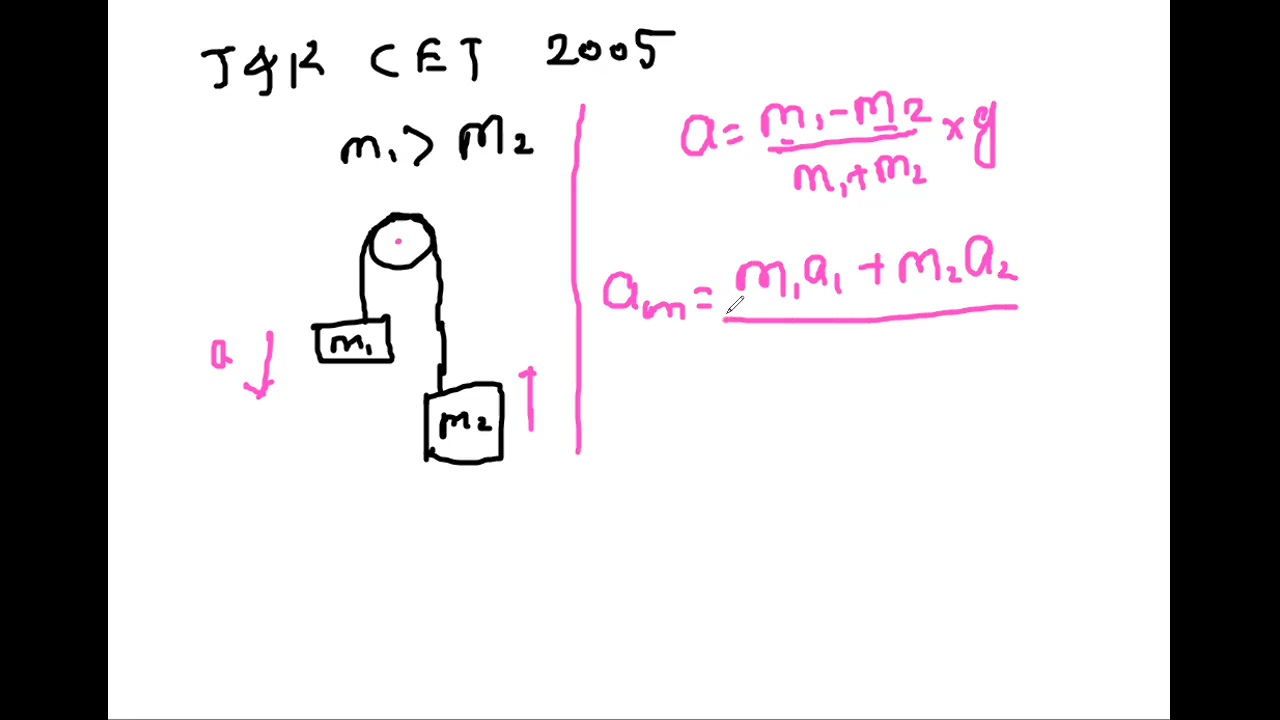 J&K CET 2005
m₁ > m₂
m₁
m₂
a
a = m₁ - m₂ / m₁ + m₂ × g
aₘ = m₁a₁ + m₂a₂